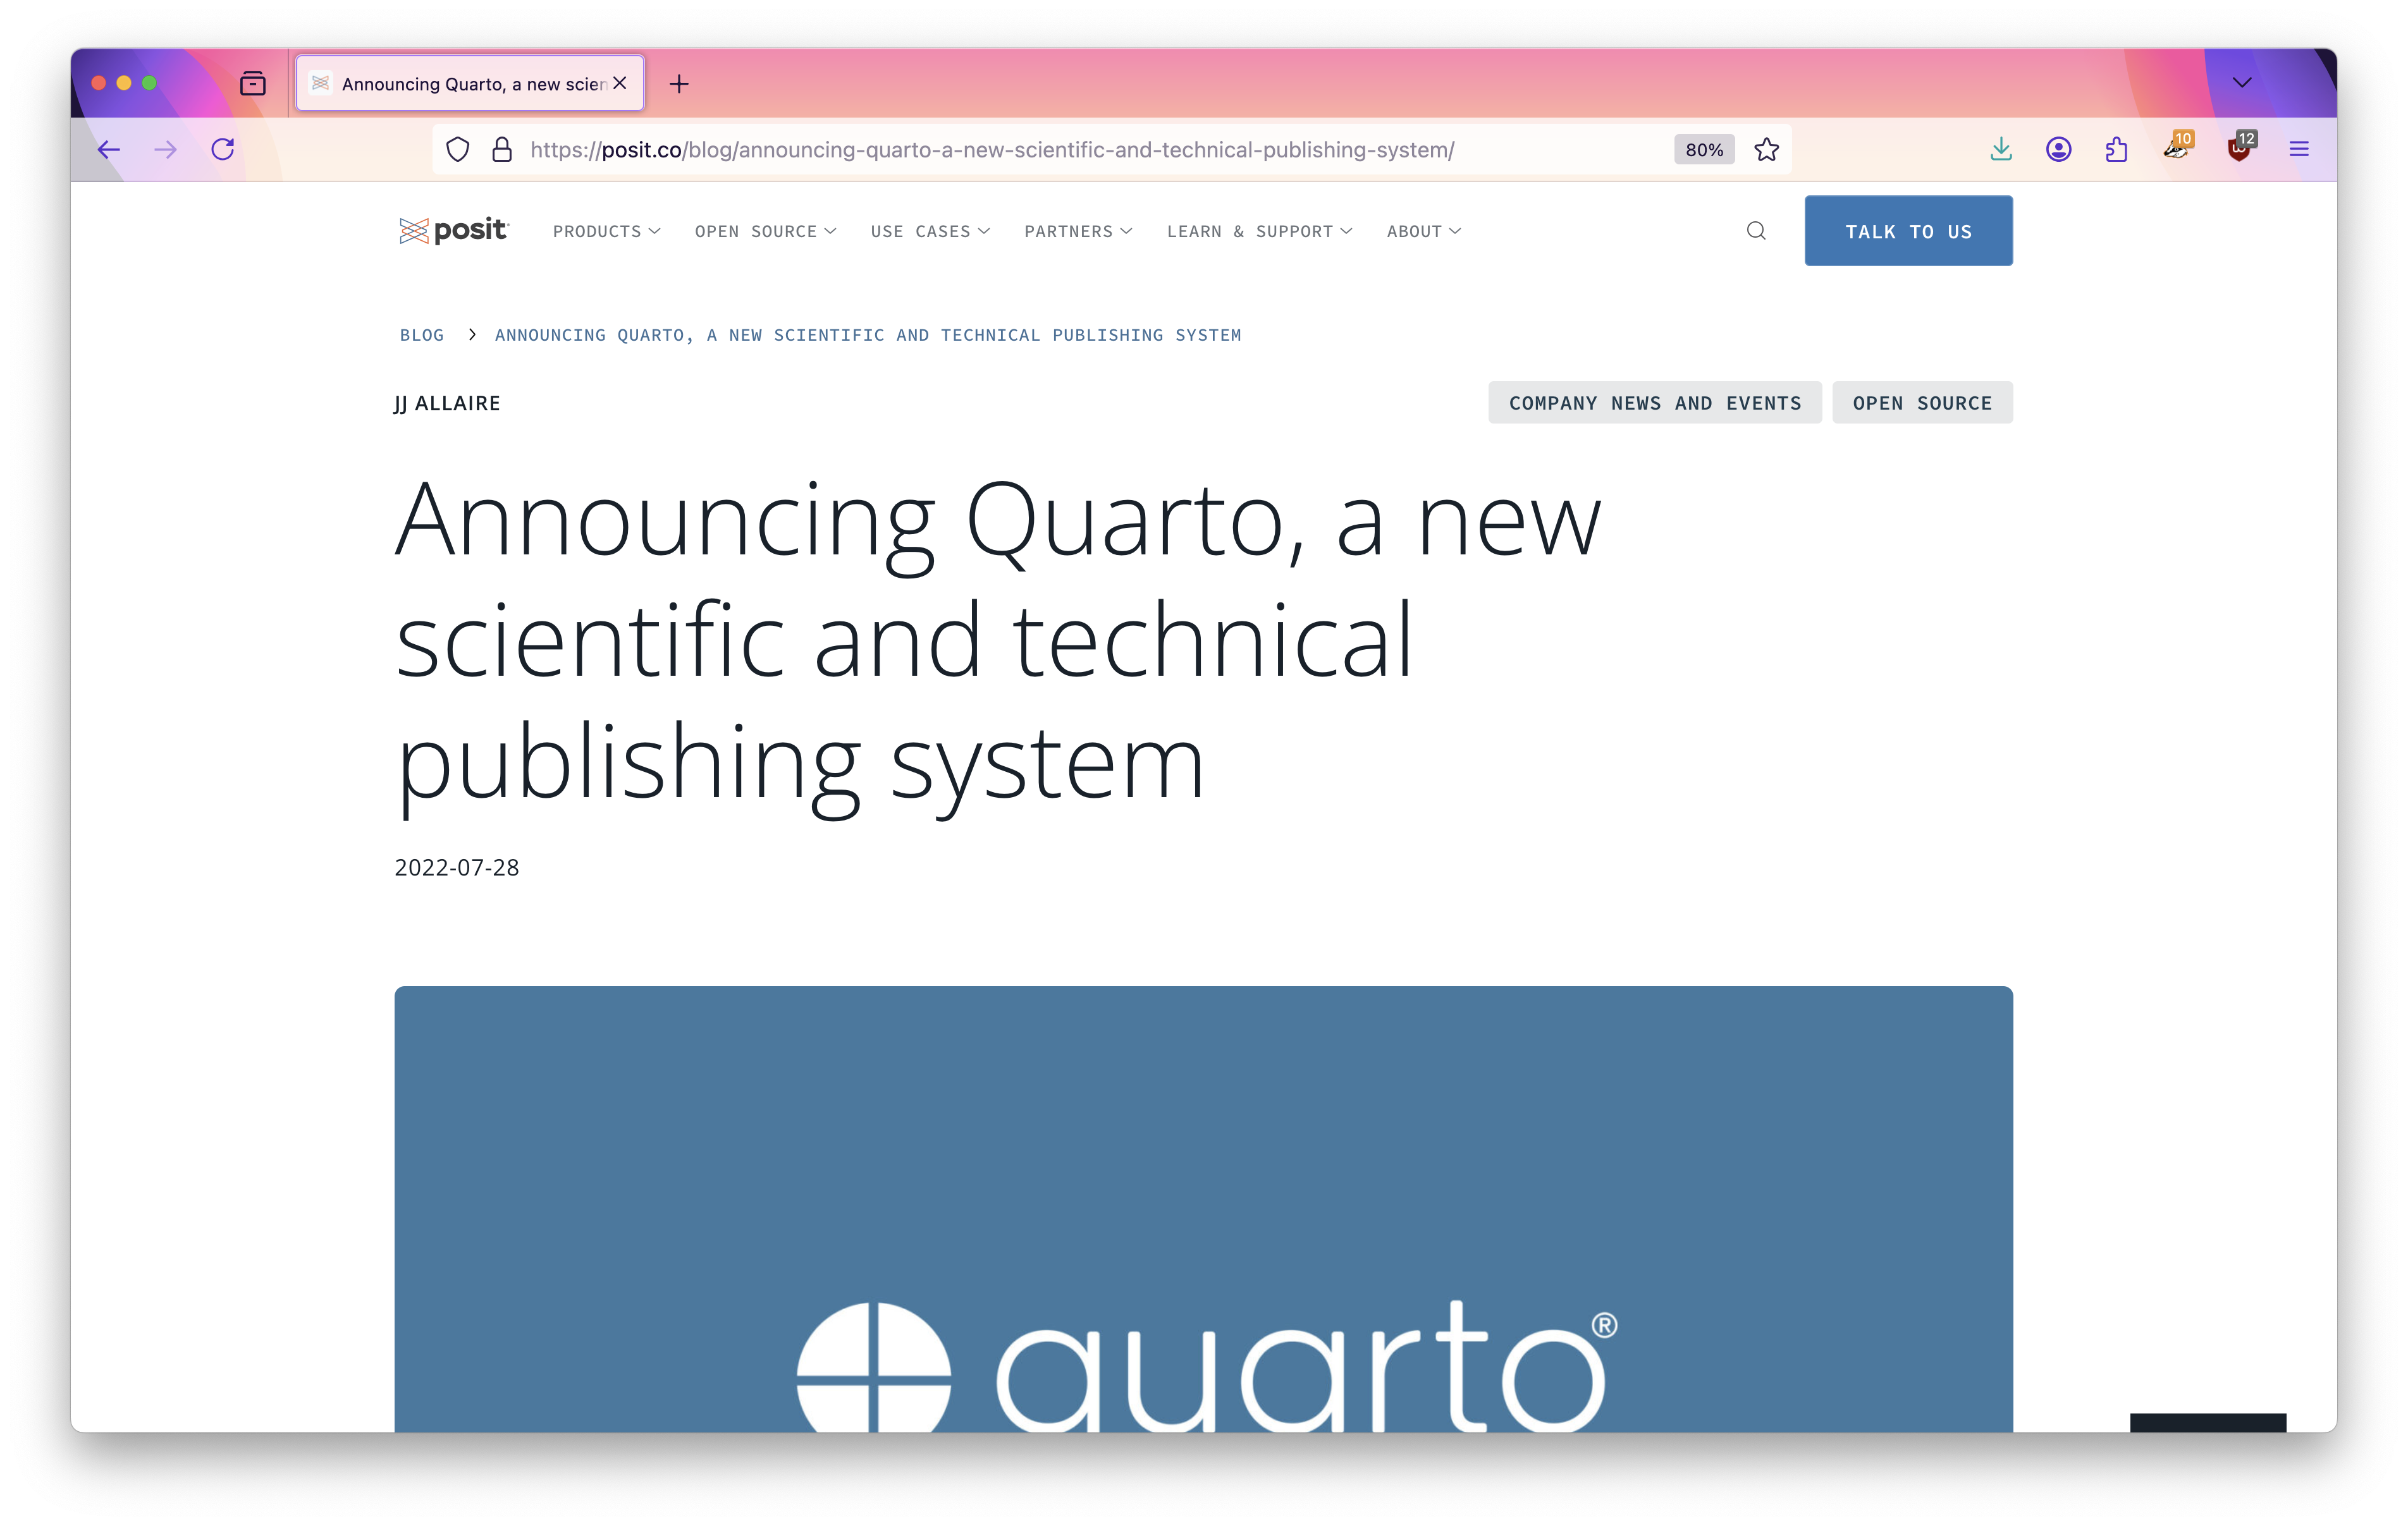 Announcing Quarto, a new scien
https://posit.co/blog/announcing-quarto-a-new-scientific-and-technical-publishing-system/
80%
10
12
posit
PRODUCTS OPEN SOURCE USE CASES PARTNERS LEARN & SUPPORT ABOUT
TALK TO US
BLOG > ANNOUNCING QUARTO, A NEW SCIENTIFIC AND TECHNICAL PUBLISHING SYSTEM
JJ ALLAIRE
COMPANY NEWS AND EVENTS
OPEN SOURCE
Announcing Quarto, a new
scientific and technical
publishing system
2022-07-28
quarto®